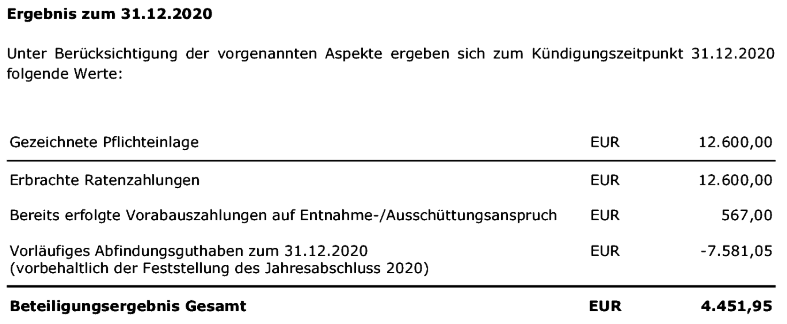 Ergebnis zum 31.12.2020
Unter Berücksichtigung der vorgenannten Aspekte ergeben sich zum Kündigungszeitpunkt 31.12.2020
folgende Werte:
Gezeichnete Pflichteinlage EUR 12.600,00
Erbrachte Ratenzahlungen EUR 12.600,00
Bereits erfolgte Vorabauszahlungen auf Entnahme-/Ausschüttungsanspruch EUR 567,00
Vorläufiges Abfindungsguthaben zum 31.12.2020 EUR -7.581,05
(vorbehaltlich der Feststellung des Jahresabschluss 2020)
Beteiligungsergebnis Gesamt EUR 4.451,95